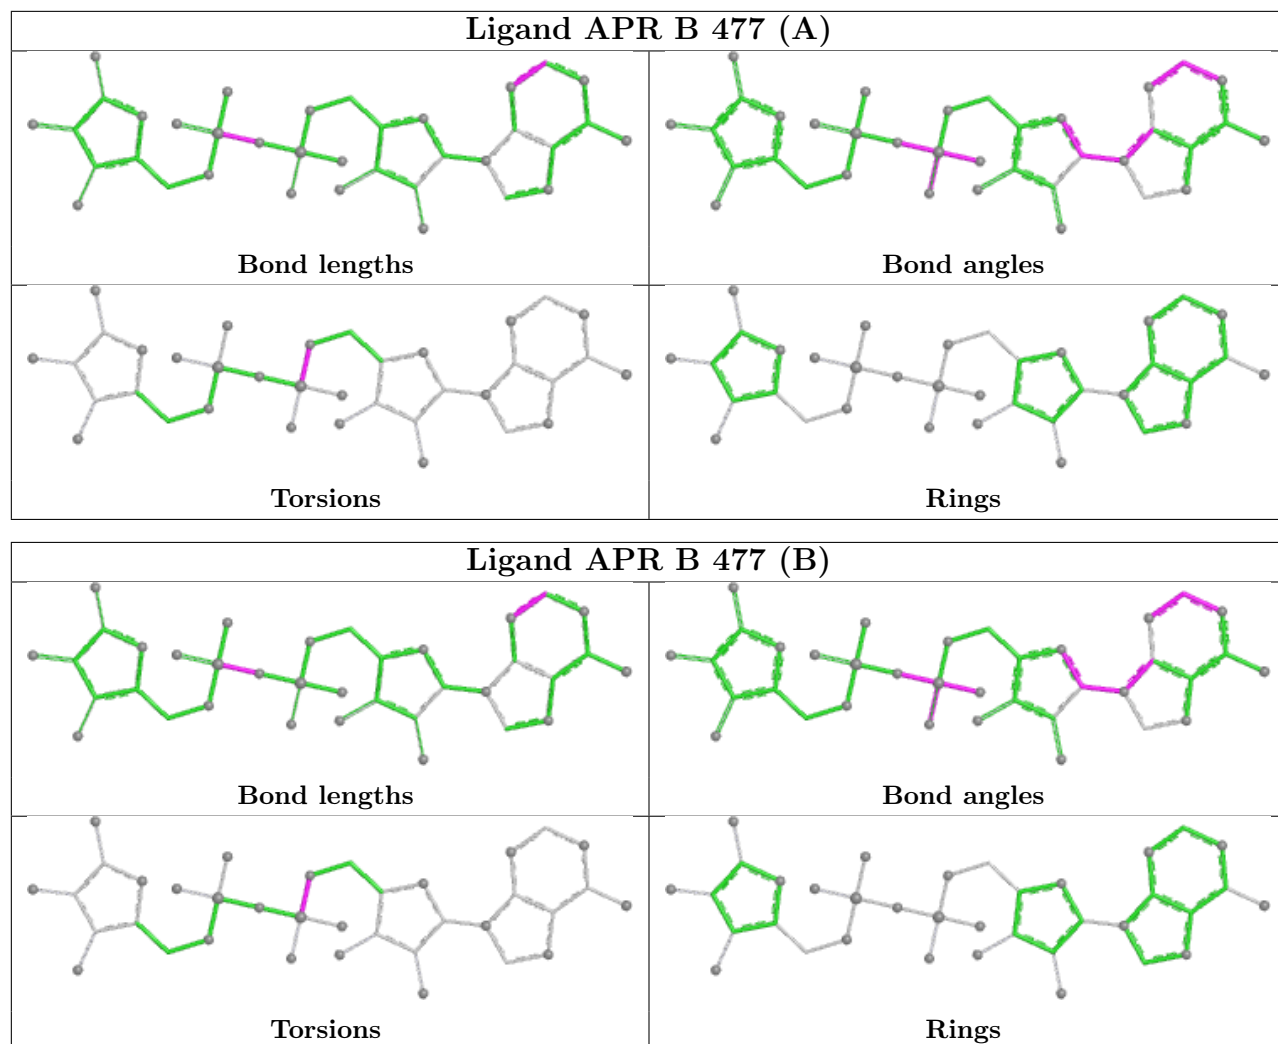 Ligand APR B 477 (A)
Bond lengths
Bond angles
Torsions
Rings
Ligand APR B 477 (B)
Bond lengths
Bond angles
Torsions
Rings